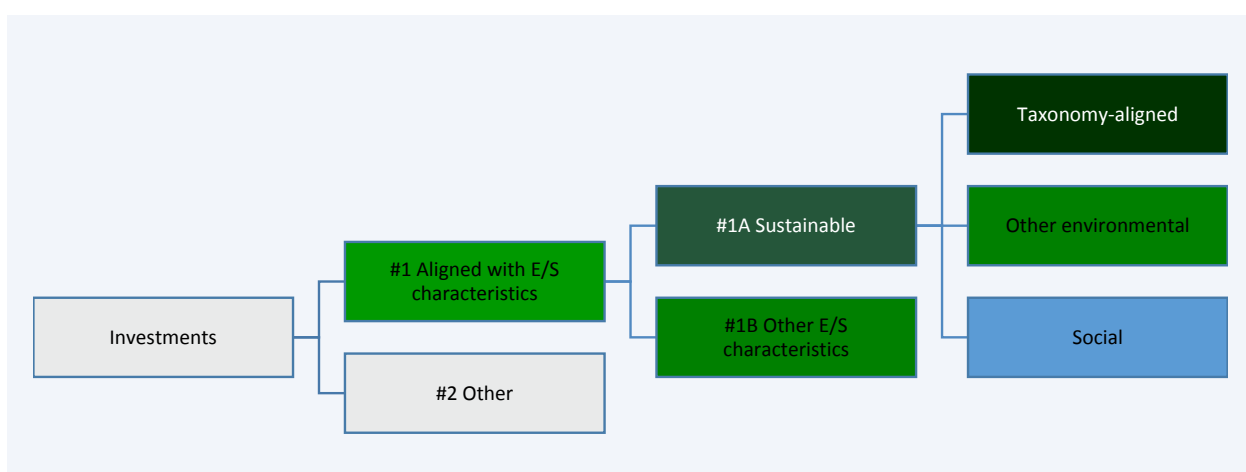 Taxonomy-aligned
#1A Sustainable
Other environmental
#1 Aligned with E/S
characteristics
#1B Other E/S
characteristics
Investments
Social
#2 Other